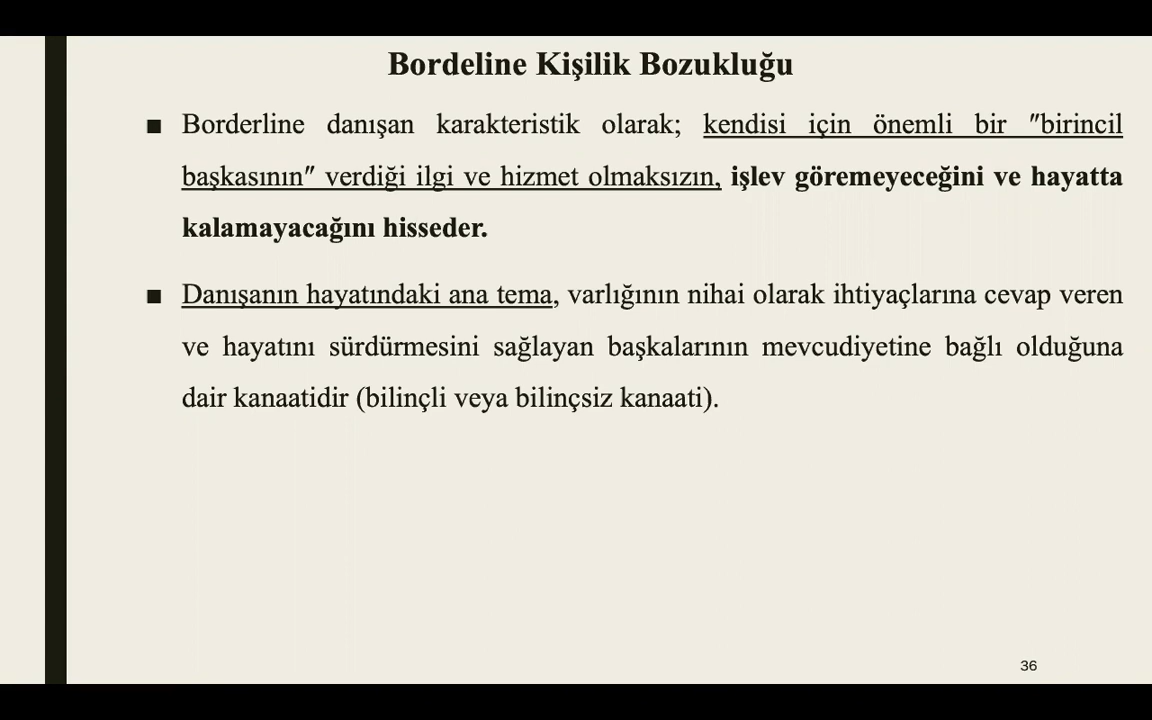 Bordeline Kişilik Bozukluğu
■ Borderline danışan karakteristik olarak; kendisi için önemli bir "birincil
başkasının" verdiği ilgi ve hizmet olmaksızın, işlev göremeyeceğini ve hayatta
kalamayacağını hisseder.
■ Danışanın hayatındaki ana tema, varlığının nihai olarak ihtiyaçlarına cevap veren
ve hayatını sürdürmesini sağlayan başkalarının mevcudiyetine bağlı olduğuna
dair kanaatidir (bilinçli veya bilinçsiz kanaati).
36